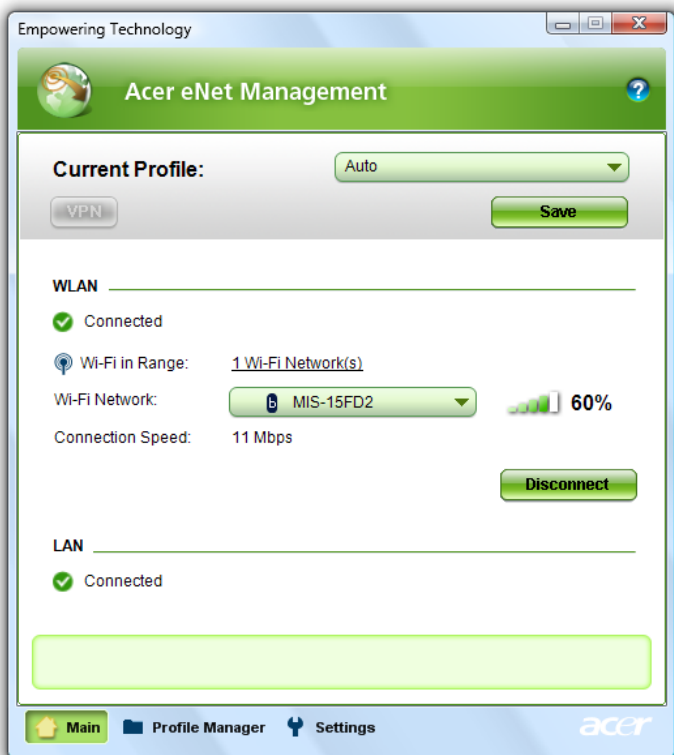 Empowering Technology
Acer eNet Management
?
Current Profile: Auto
VPN Save
WLAN
Connected
Wi-Fi in Range: 1 Wi-Fi Network(s)
Wi-Fi Network: b MIS-15FD2 60%
Connection Speed: 11 Mbps
Disconnect
LAN
Connected
Main Profile Manager Settings acer